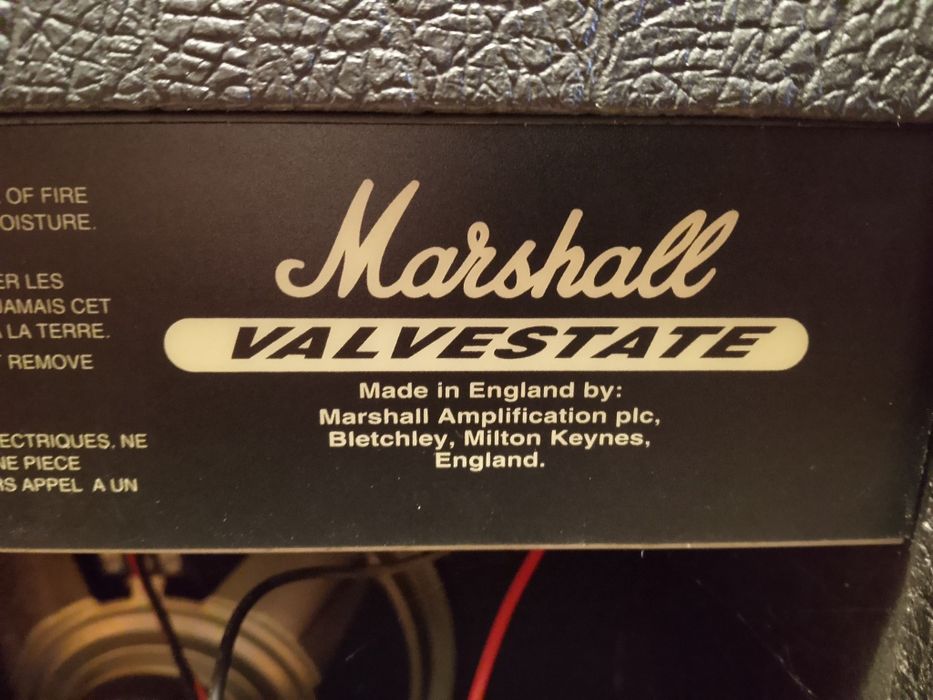 OF FIRE
OISTURE.
ER LES
JAMAIS CET
LA TERRE.
REMOVE
ECTRIQUES. NE
NE PIECE
RS APPEL A UN
Marshall
VALVESTATE
Made in England by:
Marshall Amplification plc,
Bletchley, Milton Keynes,
England.